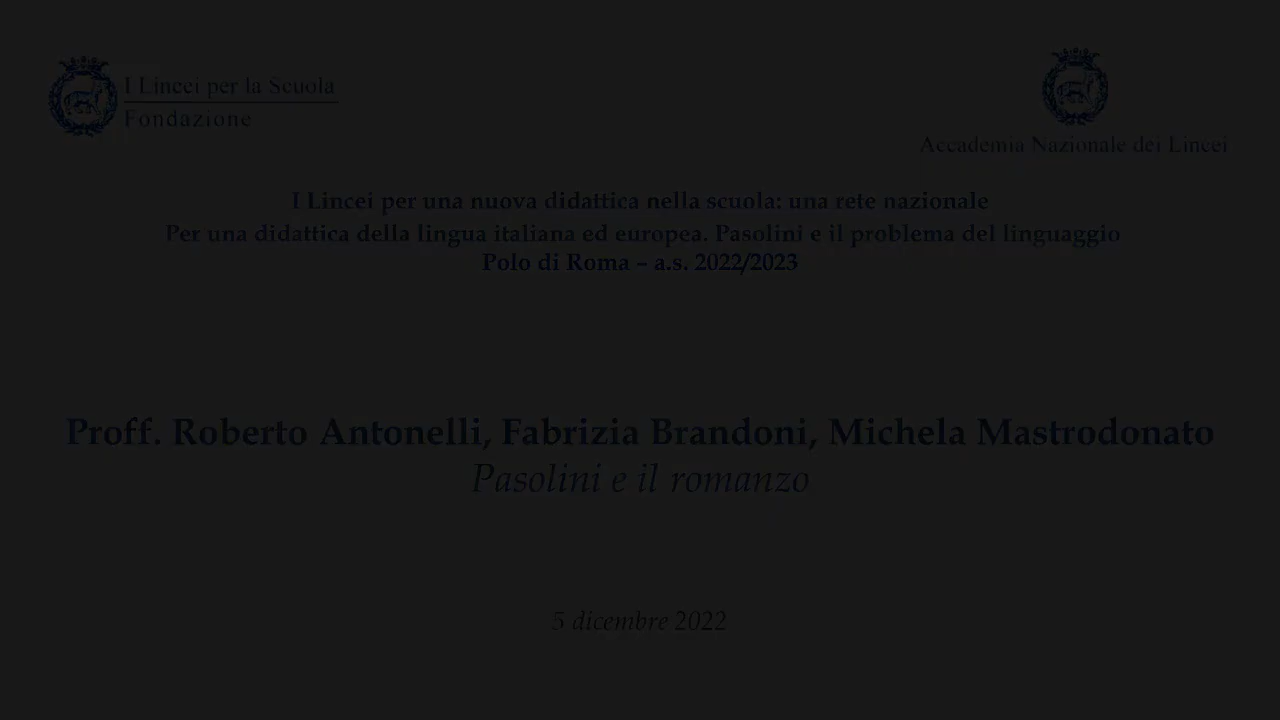 I Lincei per la Scuola
Fondazione
Accademia Nazionale dei Lincei
I Lincei per una nuova didattica nella scuola: una rete nazionale
Per una didattica della lingua italiana ed europea. Pasolini e il problema del linguaggio
Polo di Roma – a.s. 2022/2023
Proff. Roberto Antonelli, Fabrizia Brandoni, Michela Mastrodonato
Pasolini e il romanzo
5 dicembre 2022